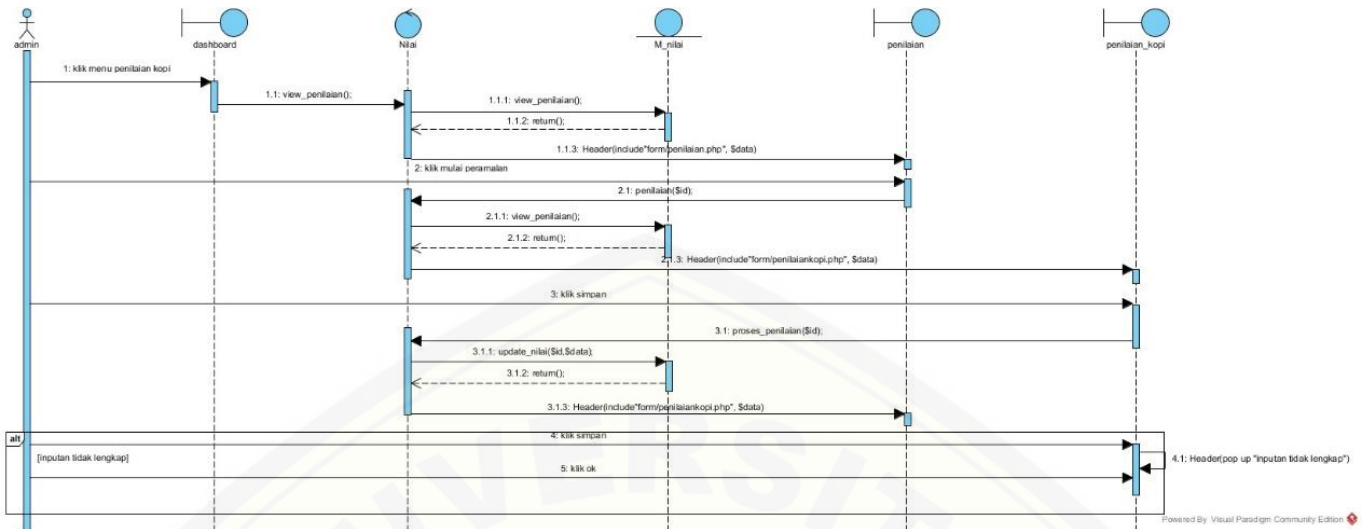 admin
dashboard
Nilai
M_nilai
penilaian
penilaian_kopi
1: klik menu penilaian kopi
1.1: view_penilaian();
1.1.1: view_penilaian();
1.1.2: return();
1.1.3: Header(include"form/penilaian.php", $data)
2: klik mulai peramalan
2.1: penilaian($id);
2.1.1: view_penilaian();
2.1.2: return();
2.1.3: Header(include"form/penilaiankopi.php", $data)
3: klik simpan
3.1: proses_penilaian($id);
3.1.1: update_nilai($id,$data);
3.1.2: return();
3.1.3: Header(include"form/penilaiankopi.php", $data)
alt
4: klik simpan
[inputan tidak lengkap]
4.1: Header(pop up "inputan tidak lengkap")
5: klik ok
UNIVERSIT
Powered By Visual Paradigm Community Edition